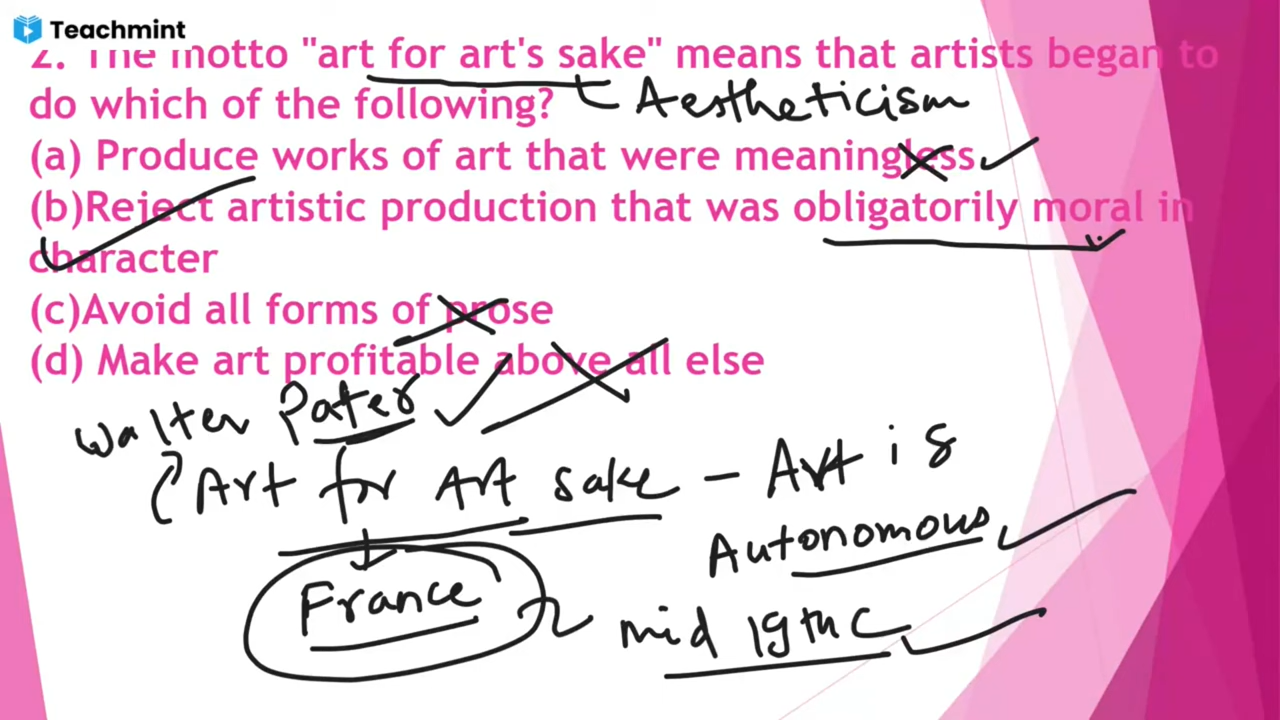 Teachmint
2. The motto "art for art's sake" means that artists began to
do which of the following? Aestheticism
(a) Produce works of art that were meaningless
(b)Reject artistic production that was obligatorily moral in
character
(c)Avoid all forms of prose
(d) Make art profitable above all else
Walter Pater
Art for Art sake - Art is
Autonomous
France
mid 19th C